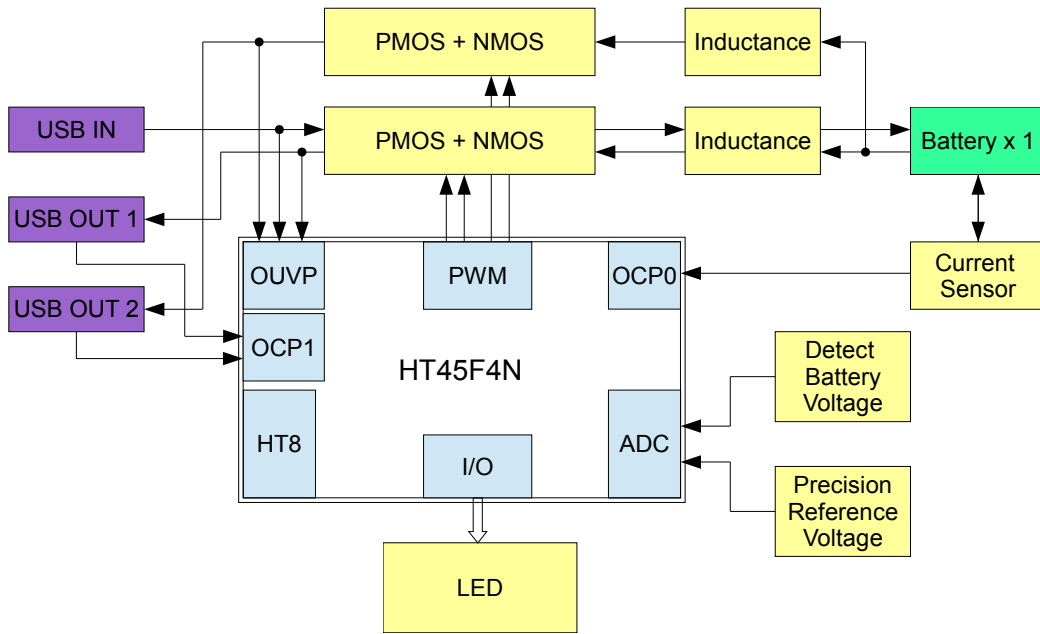 PMOS + NMOS
Inductance
USB IN
PMOS + NMOS
Inductance
Battery x 1
USB OUT 1
OUVP
PWM
OCP0
Current
Sensor
USB OUT 2
OCP1
HT45F4N
Detect
Battery
Voltage
HT8
I/O
ADC
Precision
Reference
Voltage
LED